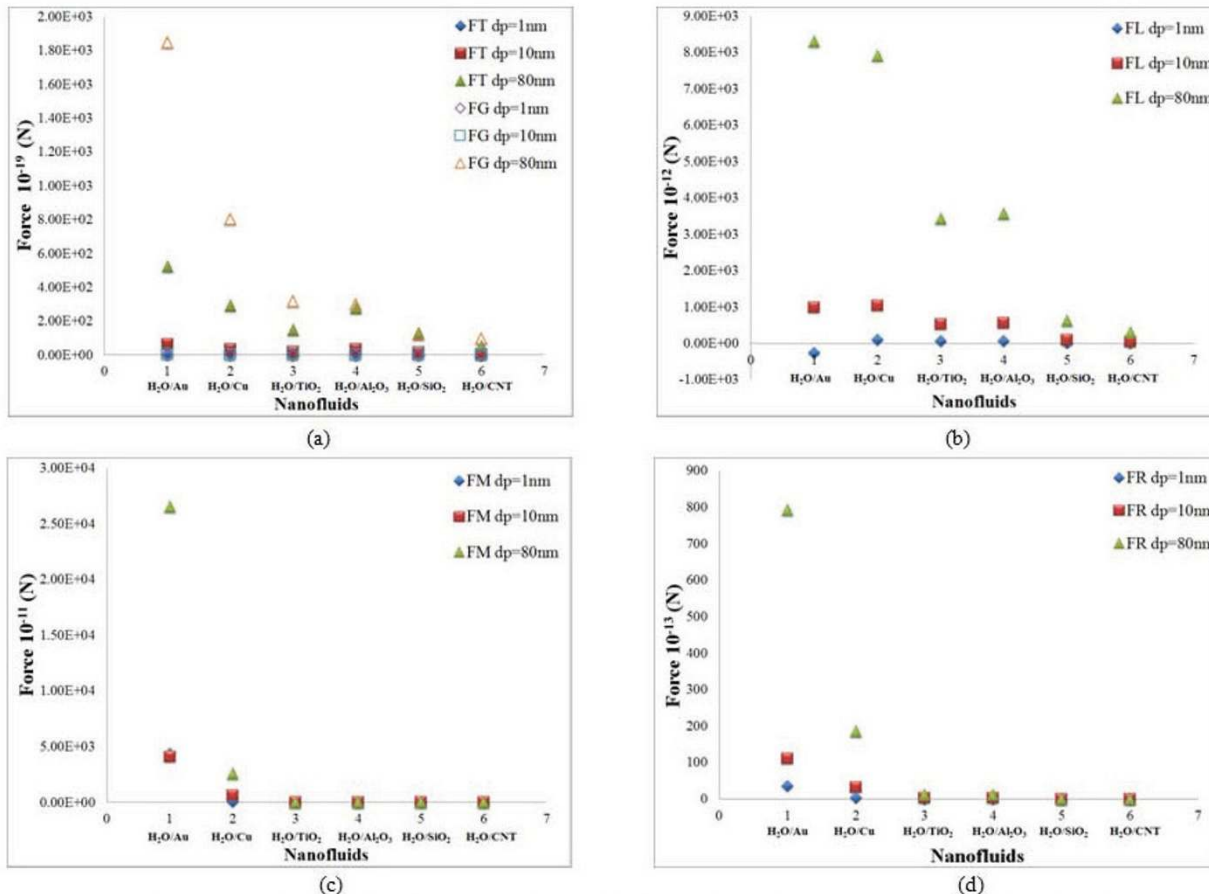 2.00E+03
1.80E+03
1.60E+03
1.40E+03
1.20E+03
1.00E+03
8.00E+02
6.00E+02
4.00E+02
2.00E+02
0.00E+00
Force 10⁻¹⁹ (N)
FT dp=1nm
FT dp=10nm
FT dp=80nm
FG dp=1nm
FG dp=10nm
FG dp=80nm
0 1 2 3 4 5 6 7
H₂O/Au H₂O/Cu H₂O/TiO₂ H₂O/Al₂O₃ H₂O/SiO₂ H₂O/CNT
Nanofluids
(a)
9.00E+03
8.00E+03
7.00E+03
6.00E+03
5.00E+03
4.00E+03
3.00E+03
2.00E+03
1.00E+03
0.00E+00
-1.00E+03
Force 10⁻¹² (N)
FL dp=1nm
FL dp=10nm
FL dp=80nm
0 1 2 3 4 5 6 7
H₂O/Au H₂O/Cu H₂O/TiO₂ H₂O/Al₂O₃ H₂O/SiO₂ H₂O/CNT
Nanofluids
(b)
3.00E+04
2.50E+04
2.00E+04
1.50E+04
1.00E+04
5.00E+03
0.00E+00
Force 10⁻¹¹ (N)
FM dp=1nm
FM dp=10nm
FM dp=80nm
0 1 2 3 4 5 6 7
H₂O/Au H₂O/Cu H₂O/TiO₂ H₂O/Al₂O₃ H₂O/SiO₂ H₂O/CNT
Nanofluids
(c)
900
800
700
600
500
400
300
200
100
0
Force 10⁻¹³ (N)
FR dp=1nm
FR dp=10nm
FR dp=80nm
0 1 2 3 4 5 6 7
H₂O/Au H₂O/Cu H₂O/TiO₂ H₂O/Al₂O₃ H₂O/SiO₂ H₂O/CNT
Nanofluids
(d)